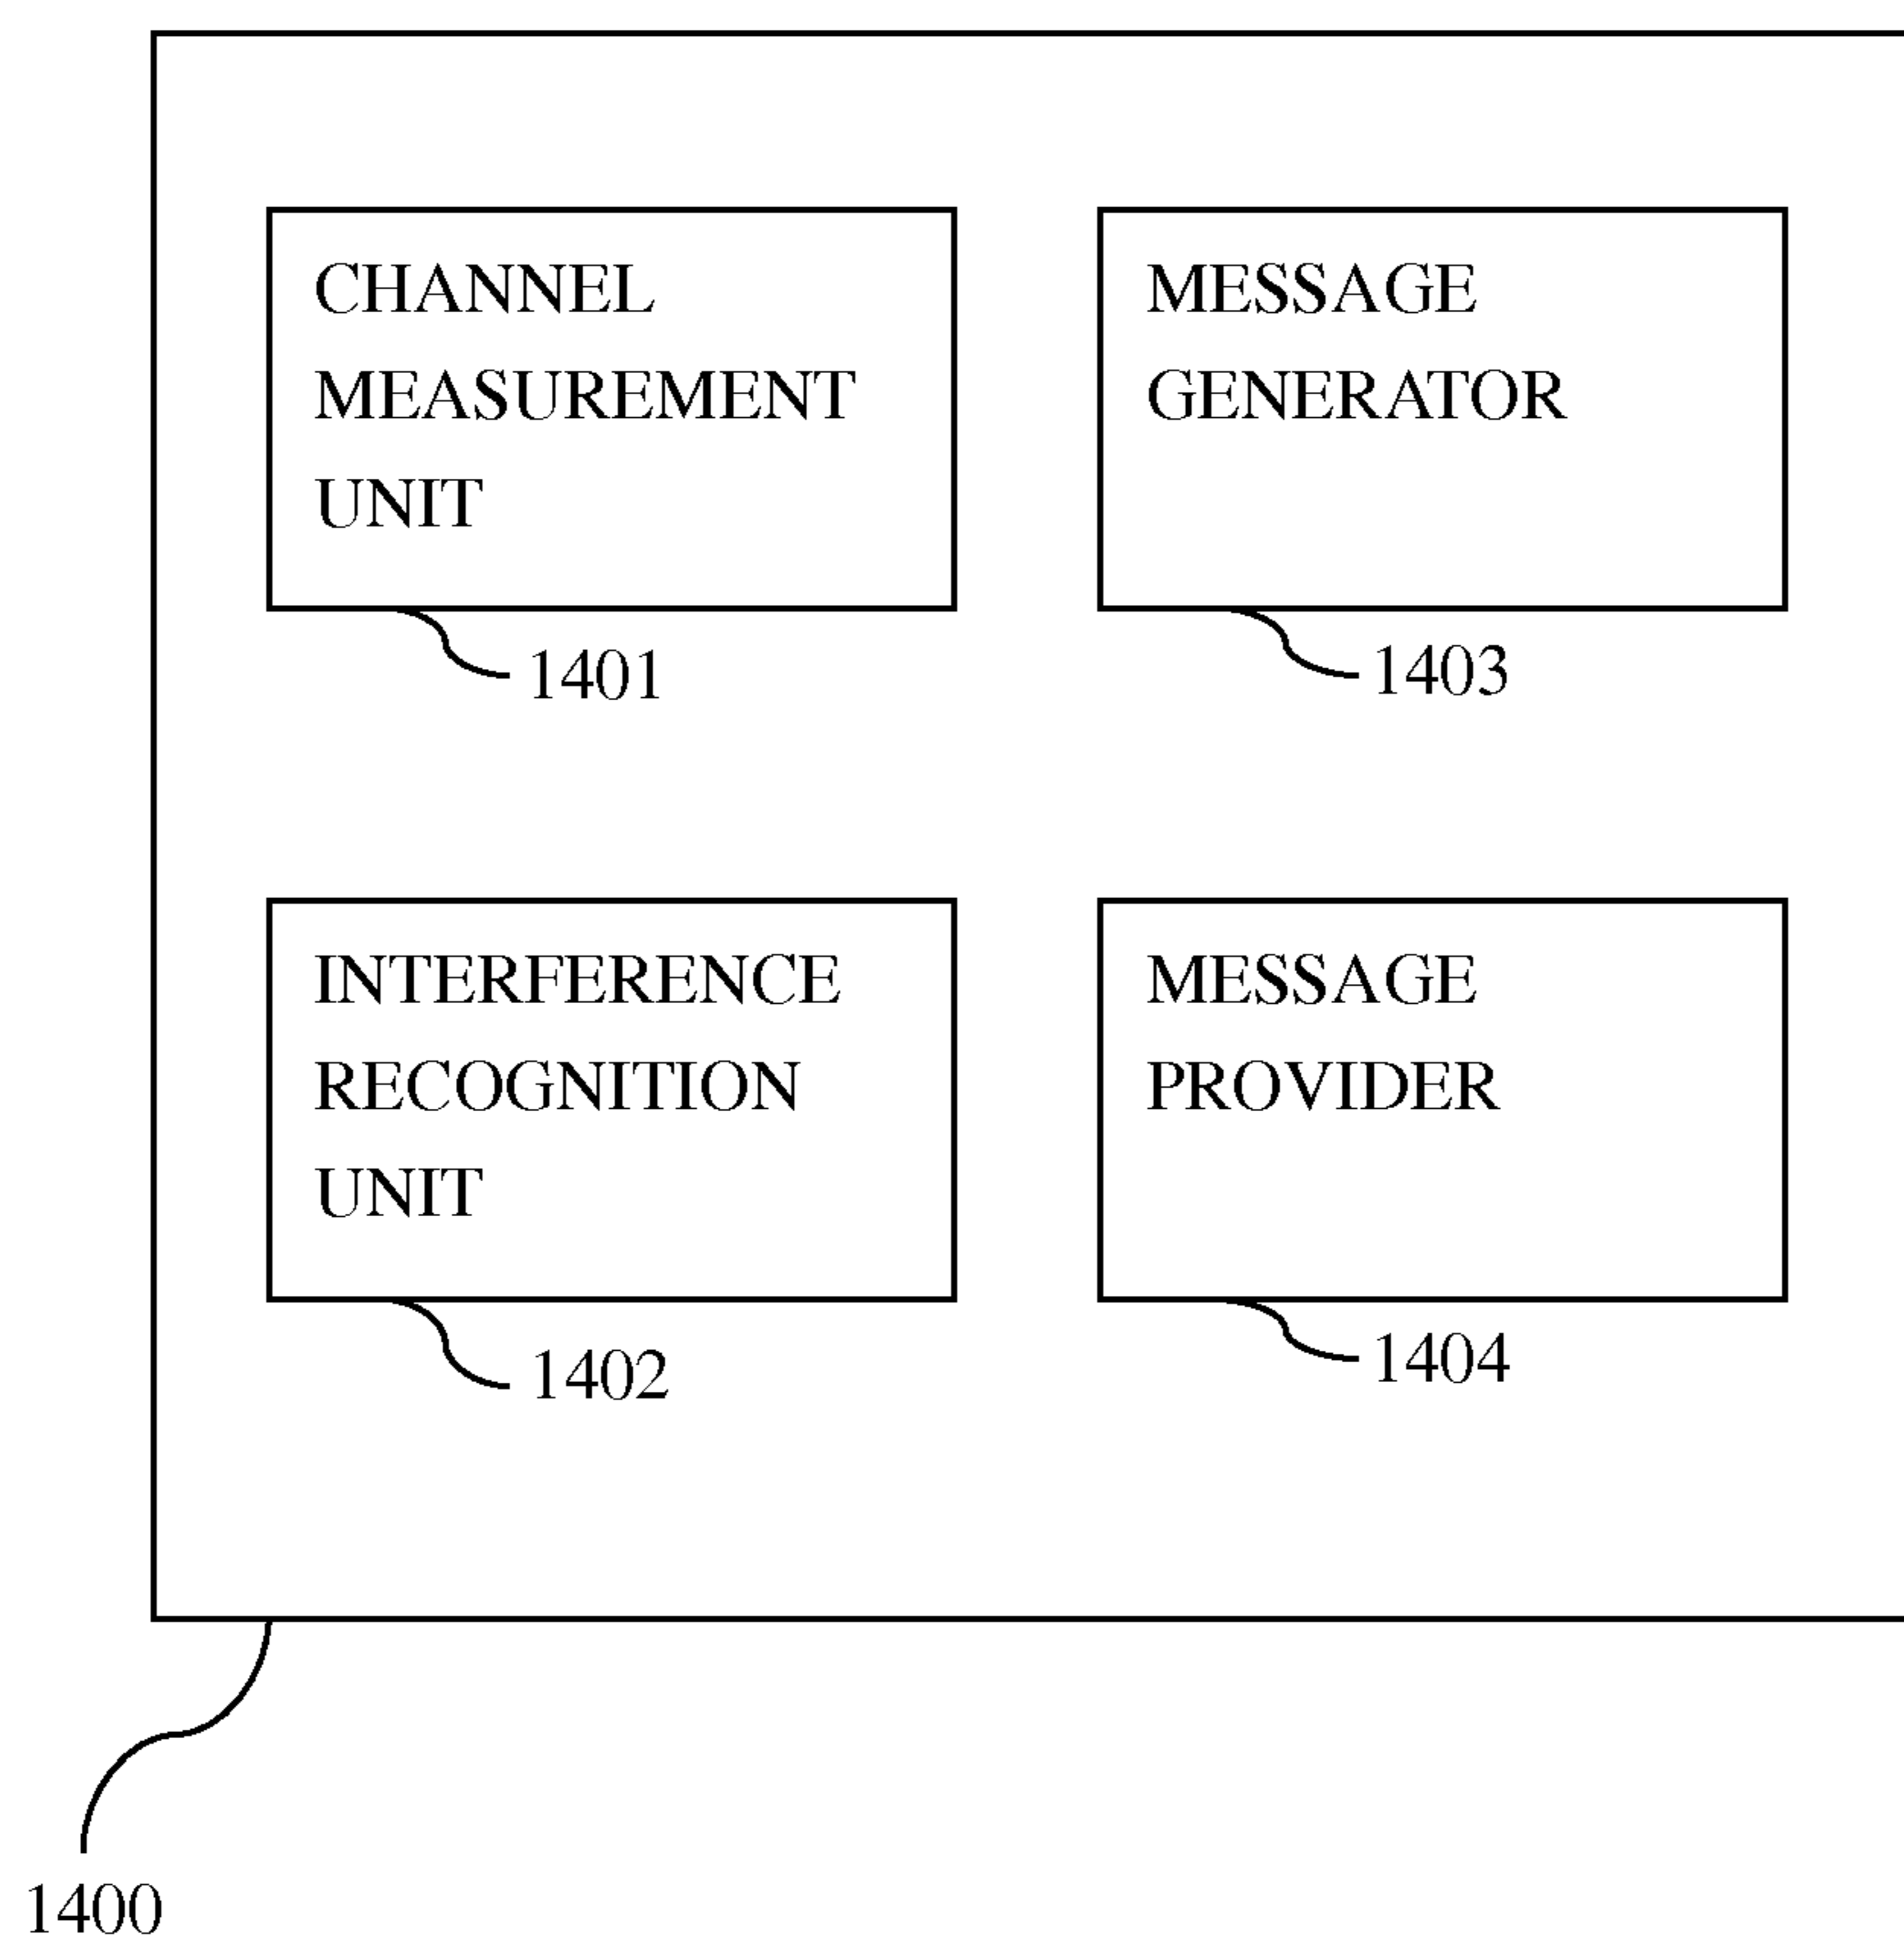 CHANNEL
MEASUREMENT
UNIT
1401
MESSAGE
GENERATOR
1403
INTERFERENCE
RECOGNITION
UNIT
1402
MESSAGE
PROVIDER
1404
1400